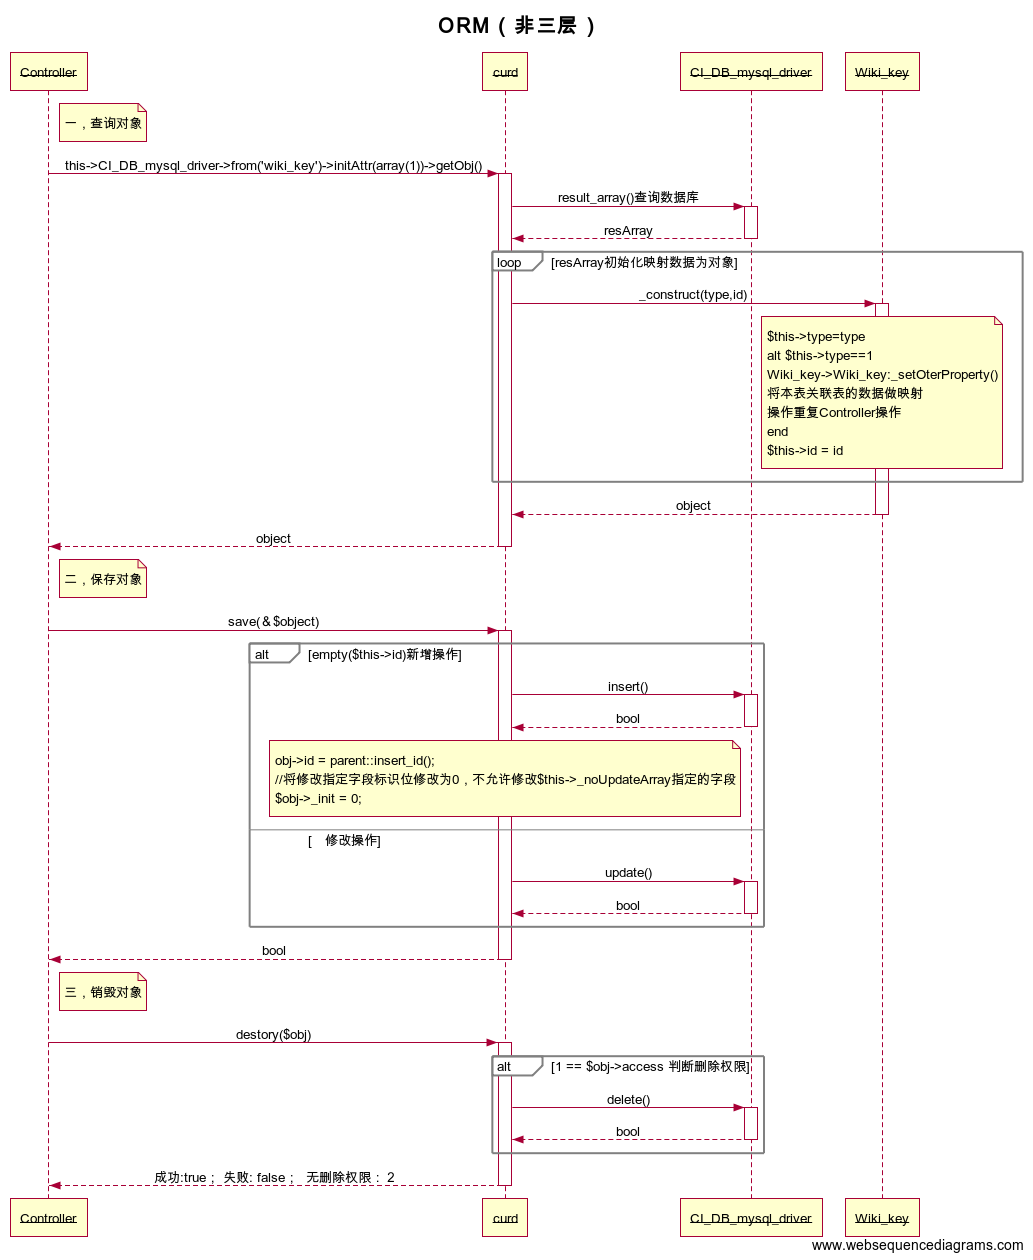 ORM（非三层）
Controller
curd
CI_DB_mysql_driver
Wiki_key
一，查询对象
this->CI_DB_mysql_driver->from('wiki_key')->initAttr(array(1))->getObj()
result_array()查询数据库
resArray
loop
[resArray初始化映射数据为对象]
_construct(type,id)
$this->type=type
alt $this->type==1
Wiki_key->Wiki_key:_setOterProperty()
将本表关联表的数据做映射
操作重复Controller操作
end
$this->id = id
object
object
二，保存对象
save(＆$object)
alt
[empty($this->id)新增操作]
insert()
bool
obj->id = parent::insert_id();
//将修改指定字段标识位修改为0，不允许修改$this->_noUpdateArray指定的字段
$obj->_init = 0;
[　修改操作]
update()
bool
bool
三，销毁对象
destory($obj)
alt
[1 == $obj->access 判断删除权限]
delete()
bool
成功:true； 失败: false； 无删除权限：2
Controller
curd
CI_DB_mysql_driver
Wiki_key
www.websequencediagrams.com